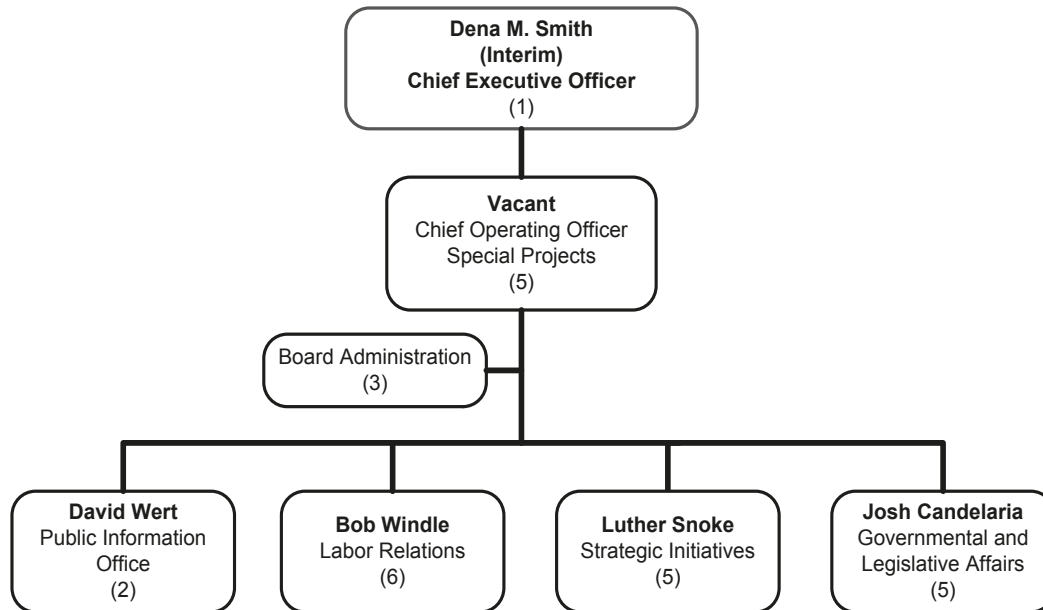 Dena M. Smith
(Interim)
Chief Executive Officer
(1)
Vacant
Chief Operating Officer
Special Projects
(5)
Board Administration
(3)
David Wert
Public Information
Office
(2)
Bob Windle
Labor Relations
(6)
Luther Snoke
Strategic Initiatives
(5)
Josh Candelaria
Governmental and
Legislative Affairs
(5)